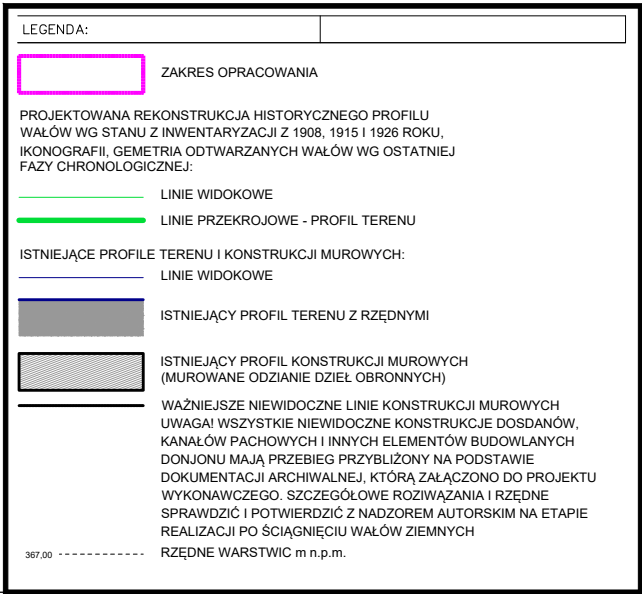 LEGENDA:
ZAKRES OPRACOWANIA
PROJEKTOWANA REKONSTRUKCJA HISTORYCZNEGO PROFILU
WAŁÓW WG STANU Z INWENTARYZACJI Z 1908, 1915 I 1926 ROKU,
IKONOGRAFII, GEMETRIA ODTWARZANYCH WAŁÓW WG OSTATNIEJ
FAZY CHRONOLOGICZNEJ:
LINIE WIDOKOWE
LINIE PRZEKROJOWE - PROFIL TERENU
ISTNIEJĄCE PROFILE TERENU I KONSTRUKCJI MUROWYCH:
LINIE WIDOKOWE
ISTNIEJĄCY PROFIL TERENU Z RZĘDNYMI
ISTNIEJĄCY PROFIL KONSTRUKCJI MUROWYCH
(MUROWANE ODZIANIE DZIEŁ OBRONNYCH)
WAŻNIEJSZE NIEWIDOCZNE LINIE KONSTRUKCJI MUROWYCH
UWAGA! WSZYSTKIE NIEWIDOCZNE KONSTRUKCJE DOSDANÓW,
KANAŁÓW PACHOWYCH I INNYCH ELEMENTÓW BUDOWLANYCH
DONJONU MAJĄ PRZEBIEG PRZYBLIŻONY NA PODSTAWIE
DOKUMENTACJI ARCHIWALNEJ, KTÓRĄ ZAŁĄCZONO DO PROJEKTU
WYKONAWCZEGO. SZCZEGÓŁOWE ROZIWĄZANIA I RZĘDNE
SPRAWDZIĆ I POTWIERDZIĆ Z NADZOREM AUTORSKIM NA ETAPIE
REALIZACJI PO ŚCIĄGNIĘCIU WAŁÓW ZIEMNYCH
367,00 RZĘDNE WARSTWIC m n.p.m.